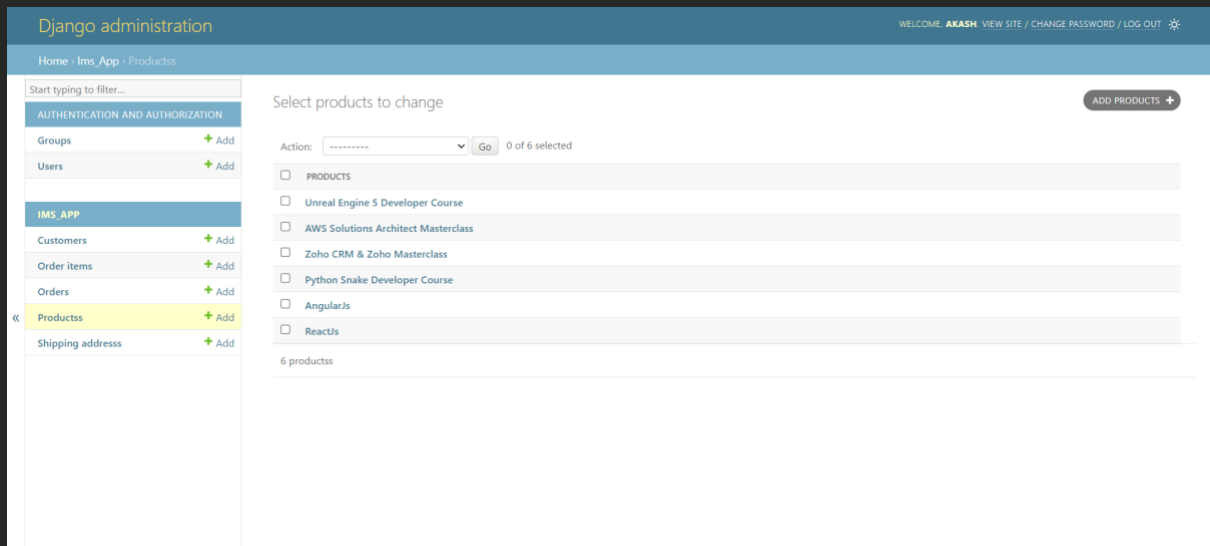 Django administration
WELCOME, AKASH. VIEW SITE / CHANGE PASSWORD / LOG OUT
Home › Ims_App › Productss
Start typing to filter...
AUTHENTICATION AND AUTHORIZATION
Groups + Add
Users + Add
IMS_APP
Customers + Add
Order items + Add
Orders + Add
«
Productss + Add
Shipping addresss + Add
Select products to change
ADD PRODUCTS +
Action: --------- Go 0 of 6 selected
PRODUCTS
Unreal Engine 5 Developer Course
AWS Solutions Architect Masterclass
Zoho CRM & Zoho Masterclass
Python Snake Developer Course
AngularJs
ReactJs
6 productss